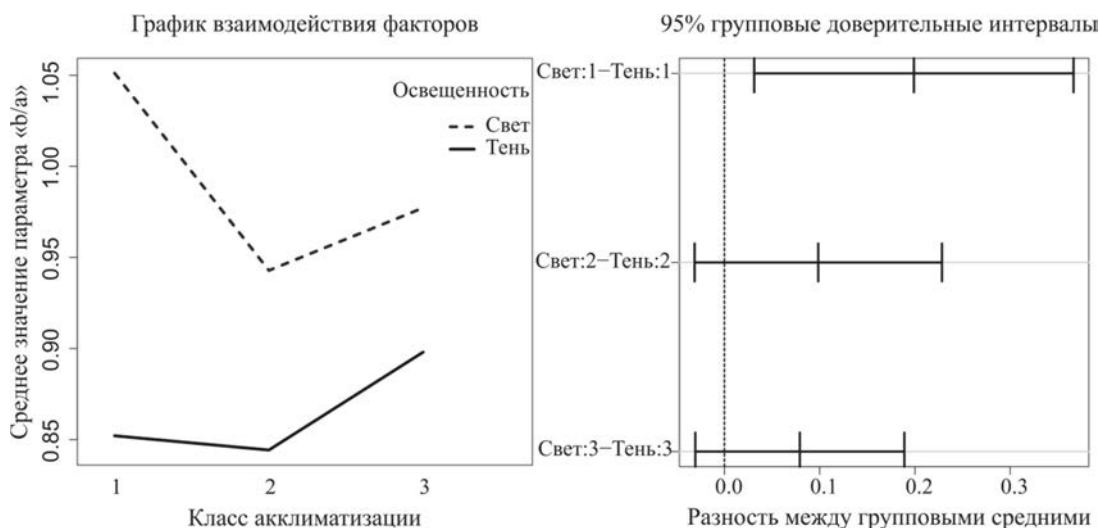 График взаимодействия факторов
Среднее значение параметра «b/a»
1.05
1.00
0.95
0.90
0.85
Освещенность
Свет
Тень
1 2 3
Класс акклиматизации
95% групповые доверительные интервалы
Свет:1−Тень:1
Свет:2−Тень:2
Свет:3−Тень:3
0.0 0.1 0.2 0.3
Разность между групповыми средними